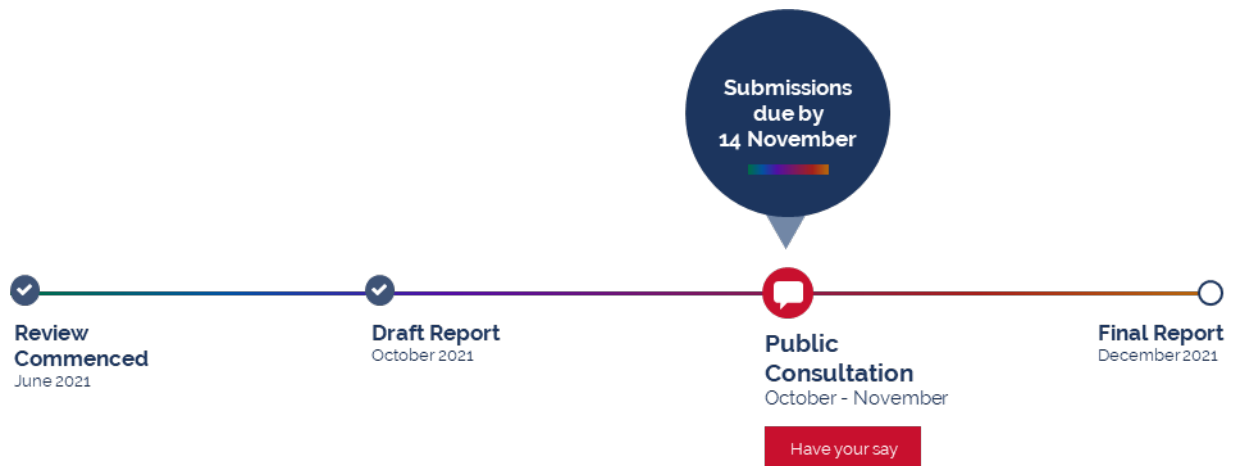 Submissions
due by
14 November
Review
Commenced
June 2021
Draft Report
October 2021
Public
Consultation
October - November
Have your say
Final Report
December 2021